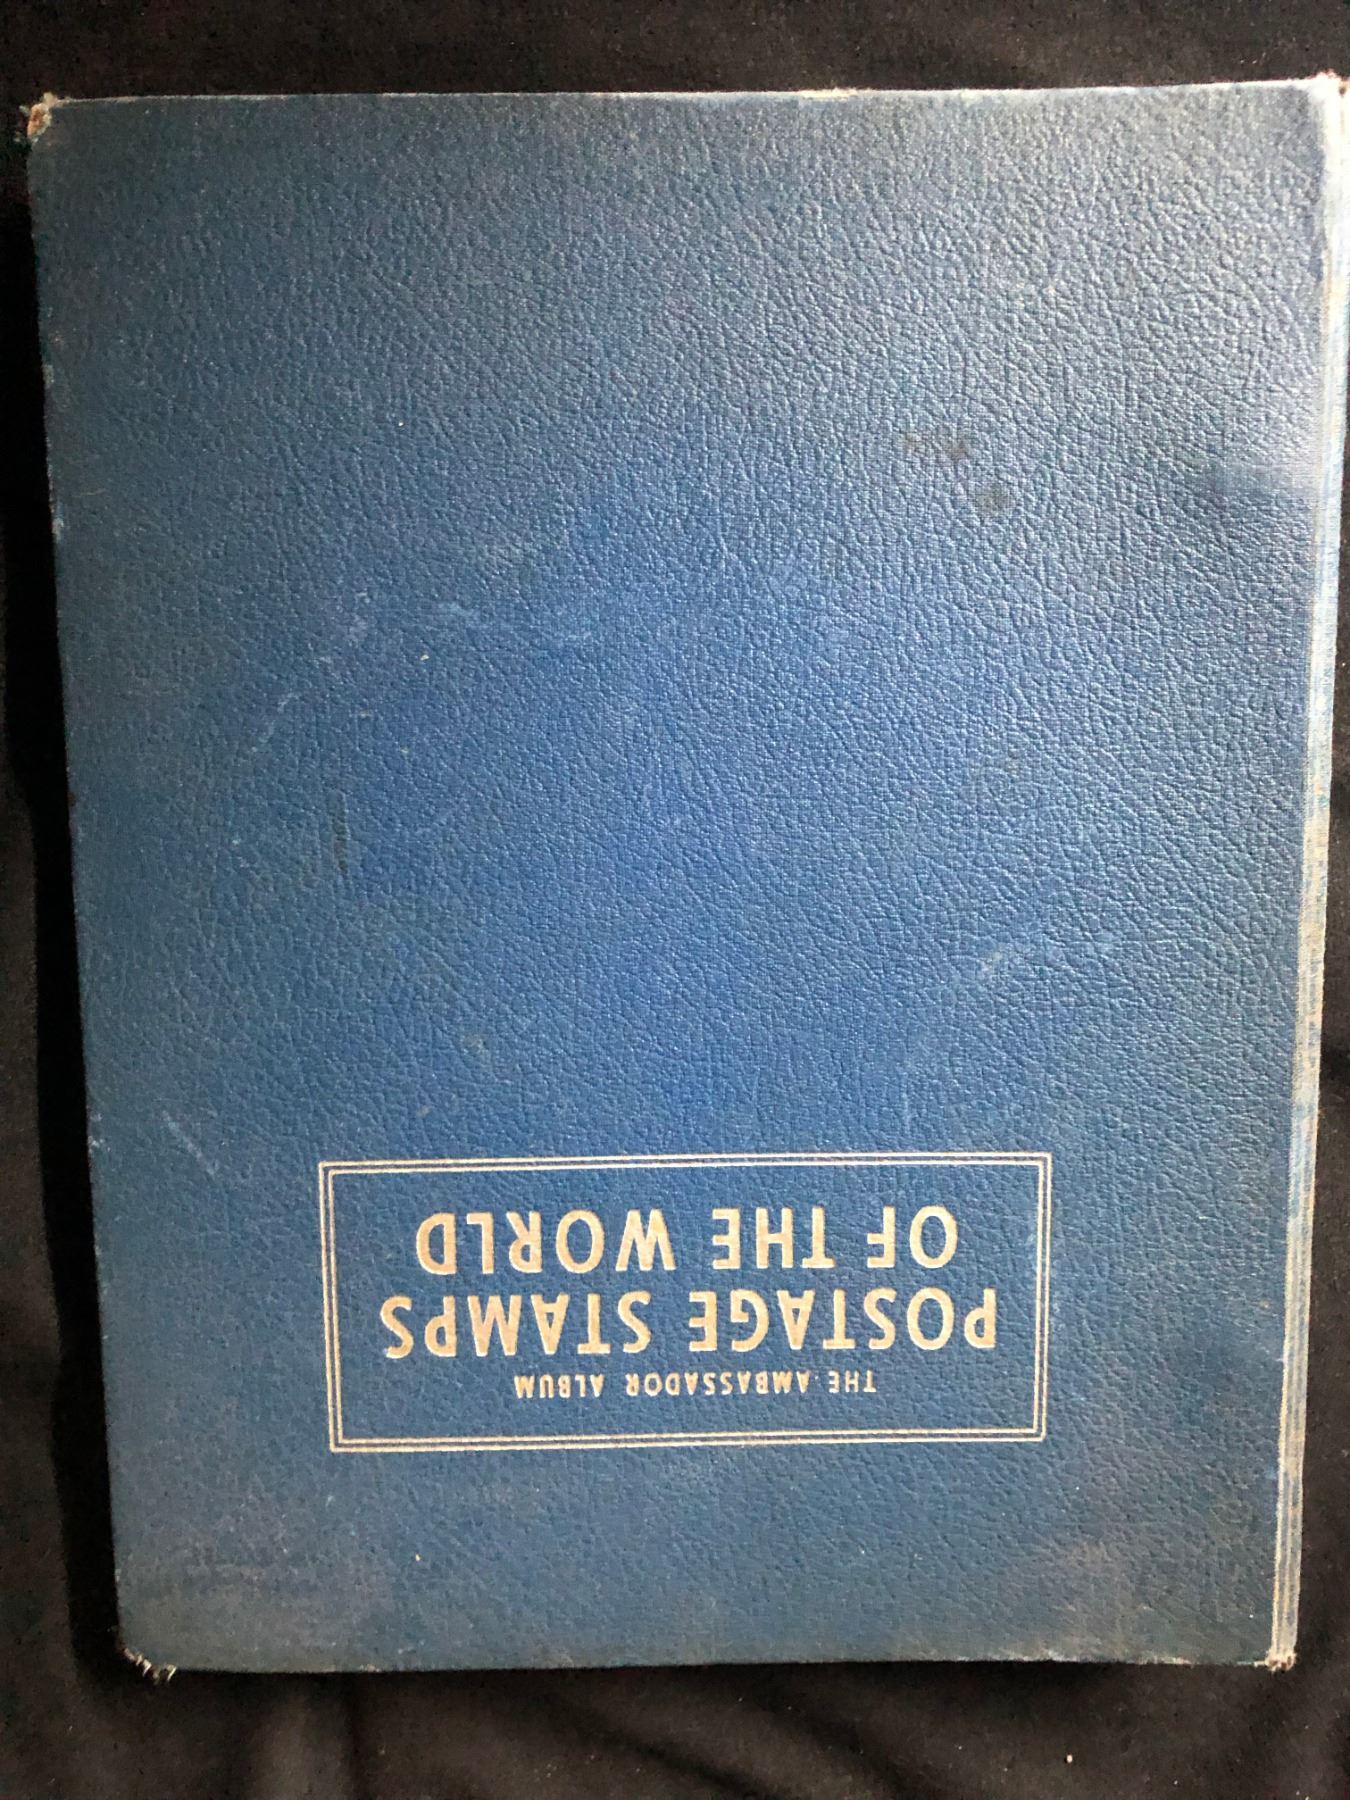 THE AMBASSADOR ALBUM
POSTAGE STAMPS
OF THE WORLD